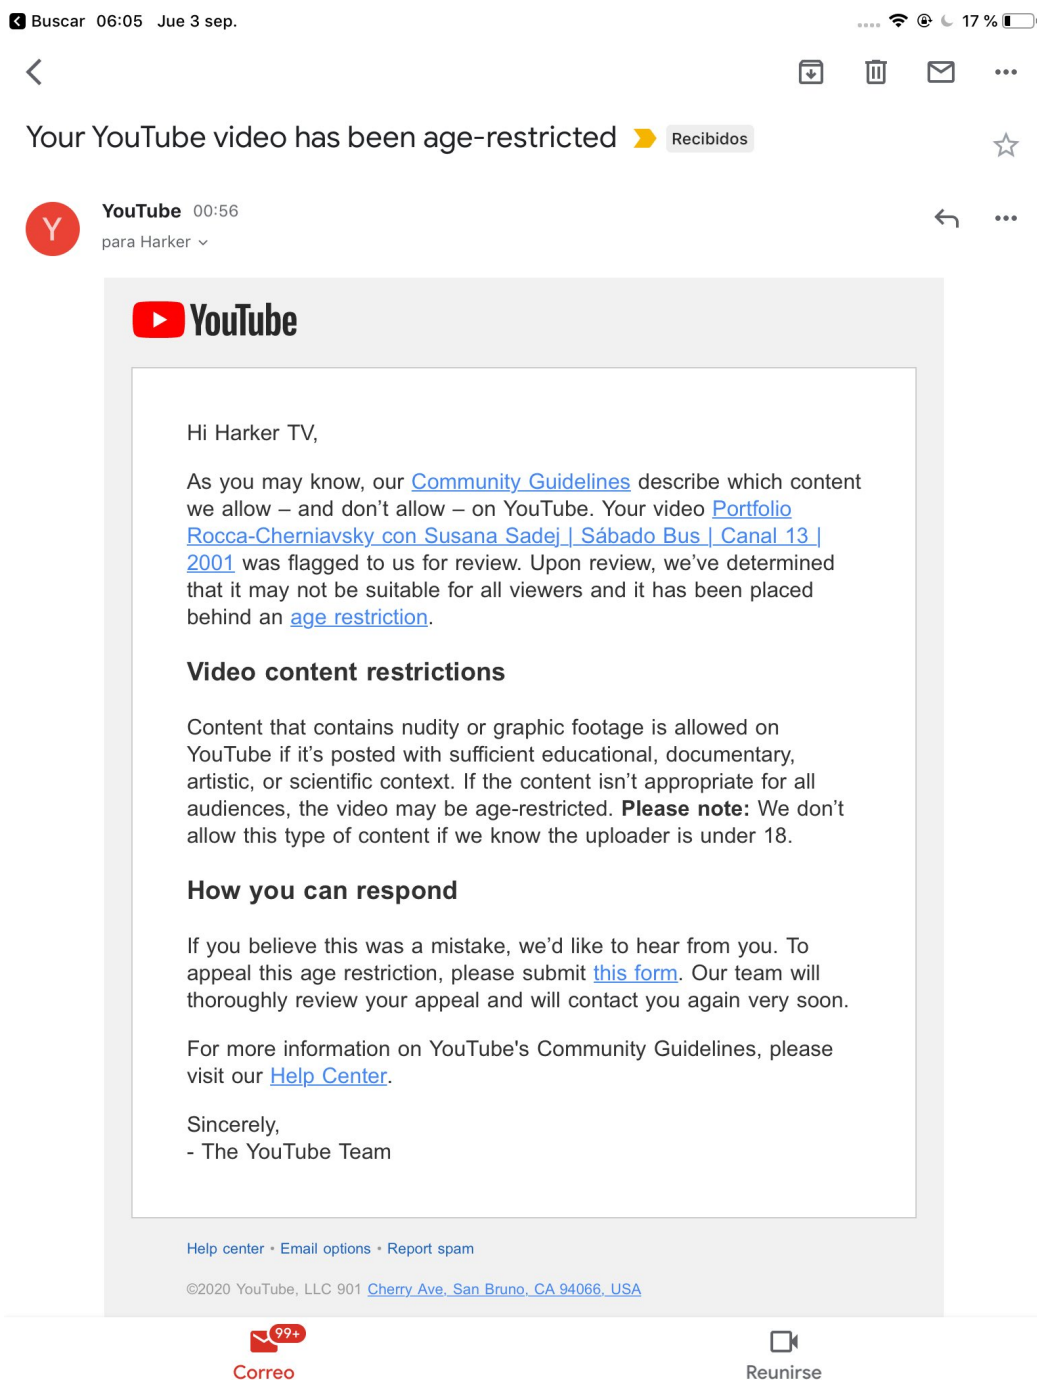 Buscar 06:05 Jue 3 sep.
17 %
Your YouTube video has been age-restricted Recibidos
Y
YouTube 00:56
para Harker
YouTube
Hi Harker TV,
As you may know, our Community Guidelines describe which content
we allow – and don't allow – on YouTube. Your video Portfolio
Rocca-Cherniavsky con Susana Sadej | Sábado Bus | Canal 13 |
2001 was flagged to us for review. Upon review, we've determined
that it may not be suitable for all viewers and it has been placed
behind an age restriction.
Video content restrictions
Content that contains nudity or graphic footage is allowed on
YouTube if it's posted with sufficient educational, documentary,
artistic, or scientific context. If the content isn't appropriate for all
audiences, the video may be age-restricted. Please note: We don't
allow this type of content if we know the uploader is under 18.
How you can respond
If you believe this was a mistake, we'd like to hear from you. To
appeal this age restriction, please submit this form. Our team will
thoroughly review your appeal and will contact you again very soon.
For more information on YouTube's Community Guidelines, please
visit our Help Center.
Sincerely,
- The YouTube Team
Help center • Email options • Report spam
©2020 YouTube, LLC 901 Cherry Ave, San Bruno, CA 94066, USA
99+
Correo
Reunirse